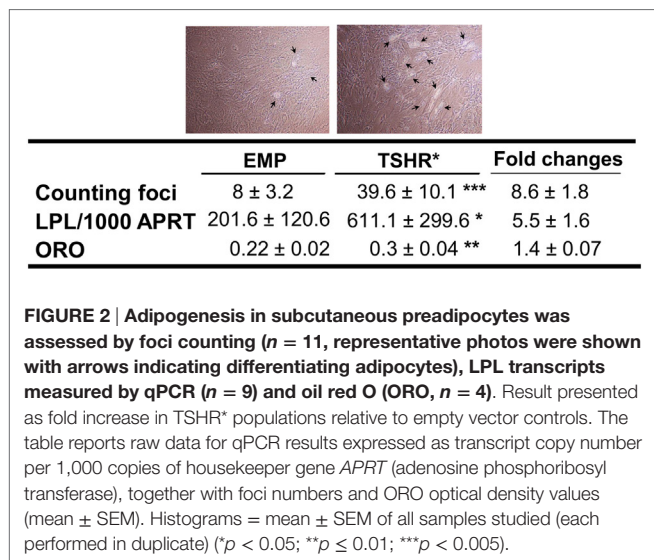 EMP TSHR* Fold changes
Counting foci 8 ± 3.2 39.6 ± 10.1 *** 8.6 ± 1.8
LPL/1000 APRT 201.6 ± 120.6 611.1 ± 299.6 * 5.5 ± 1.6
ORO 0.22 ± 0.02 0.3 ± 0.04 ** 1.4 ± 0.07
FIGURE 2 | Adipogenesis in subcutaneous preadipocytes was
assessed by foci counting (n = 11, representative photos were shown
with arrows indicating differentiating adipocytes), LPL transcripts
measured by qPCR (n = 9) and oil red O (ORO, n = 4). Result presented
as fold increase in TSHR* populations relative to empty vector controls. The
table reports raw data for qPCR results expressed as transcript copy number
per 1,000 copies of housekeeper gene APRT (adenosine phosphoribosyl
transferase), together with foci numbers and ORO optical density values
(mean ± SEM). Histograms = mean ± SEM of all samples studied (each
performed in duplicate) (*p < 0.05; **p ≤ 0.01; ***p < 0.005).